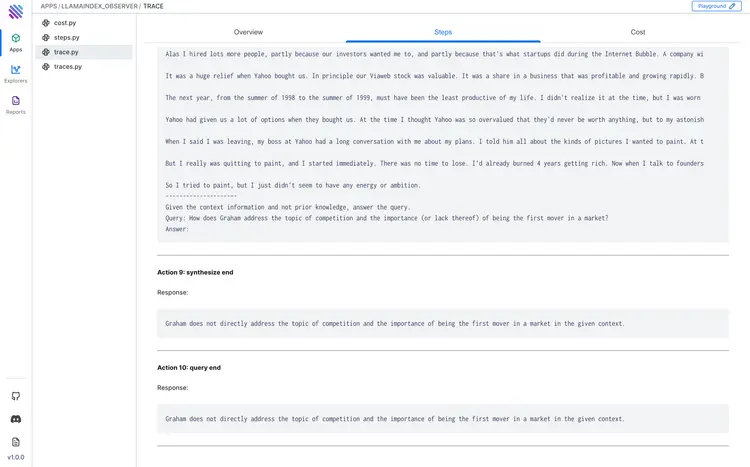 APPS / LLAMAINDEX_OBSERVER / TRACE
Playground
Apps
Explorers
Reports
v1.0.0
cost.py
steps.py
trace.py
traces.py
Overview
Steps
Cost
Alas I hired lots more people, partly because our investors wanted me to, and partly because that's what startups did during the Internet Bubble. A company wi
It was a huge relief when Yahoo bought us. In principle our Viaweb stock was valuable. It was a share in a business that was profitable and growing rapidly. B
The next year, from the summer of 1998 to the summer of 1999, must have been the least productive of my life. I didn't realize it at the time, but I was worn
Yahoo had given us a lot of options when they bought us. At the time I thought Yahoo was so overvalued that they'd never be worth anything, but to my astonish
When I said I was leaving, my boss at Yahoo had a long conversation with me about my plans. I told him all about the kinds of pictures I wanted to paint. At t
But I really was quitting to paint, and I started immediately. There was no time to lose. I'd already burned 4 years getting rich. Now when I talk to founders
So I tried to paint, but I just didn't seem to have any energy or ambition.
---------------------
Given the context information and not prior knowledge, answer the query.
Query: How does Graham address the topic of competition and the importance (or lack thereof) of being the first mover in a market?
Answer:
Action 9: synthesize end
Response:
Graham does not directly address the topic of competition and the importance of being the first mover in a market in the given context.
Action 10: query end
Response:
Graham does not directly address the topic of competition and the importance of being the first mover in a market in the given context.